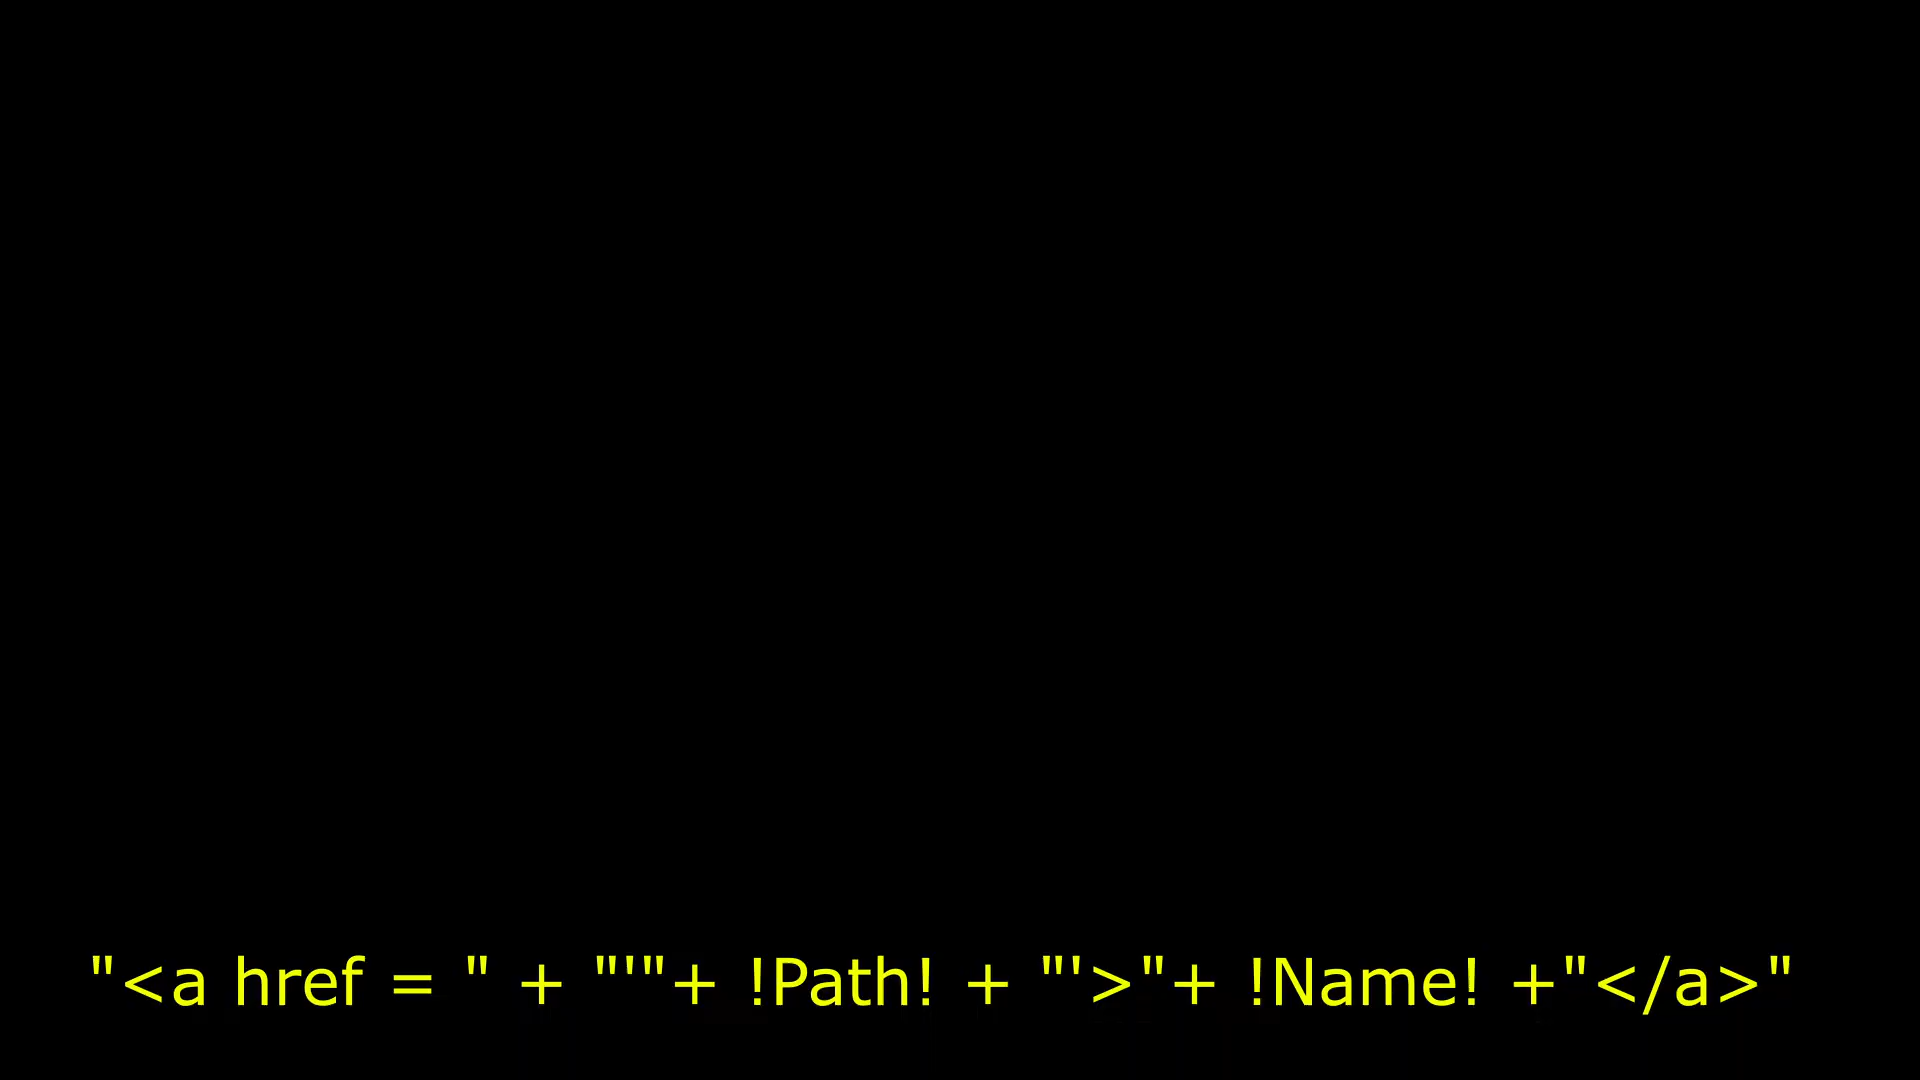 "<a href = " + "'"+ !Path! + "'>"+ !Name! +"</a>"